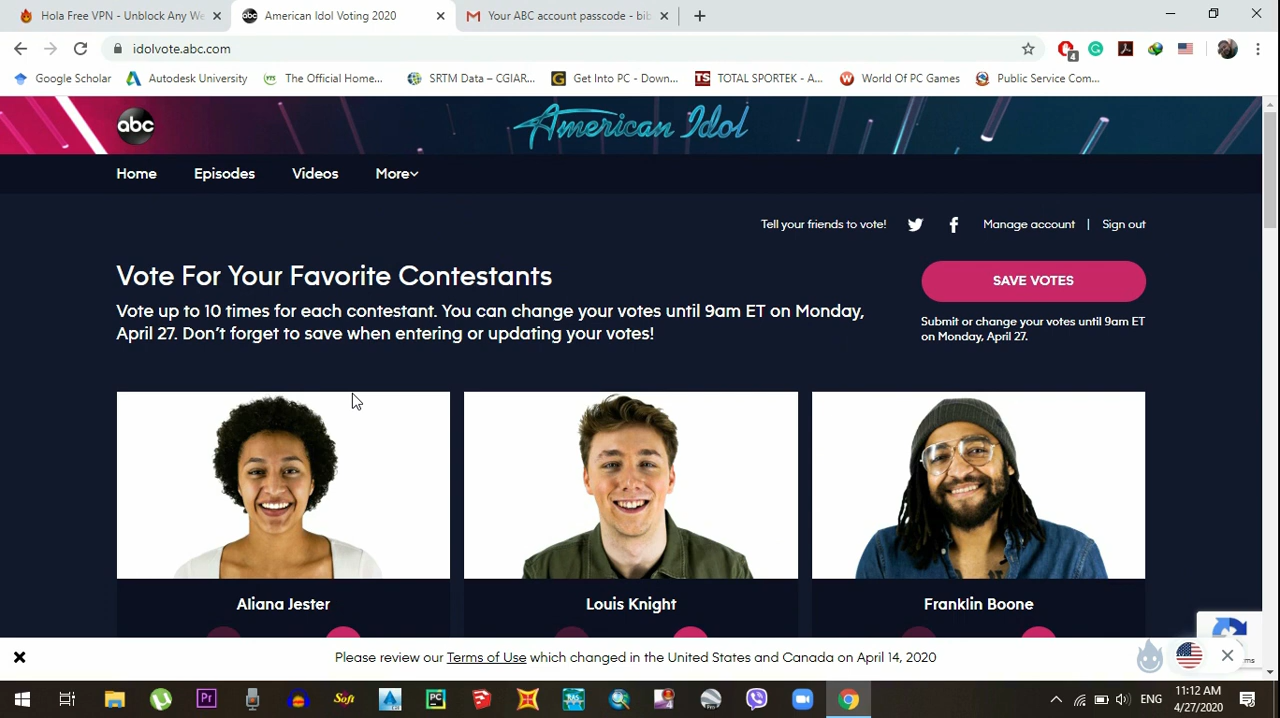 Hola Free VPN - Unblock Any We
American Idol Voting 2020
Your ABC account passcode - bib
idolvote.abc.com
4
Google Scholar
Autodesk University
The Official Home...
SRTM Data – CGIAR...
Get Into PC - Down...
TS TOTAL SPORTEK - A...
World Of PC Games
Public Service Com...
abc
American Idol
Home
Episodes
Videos
More
Tell your friends to vote!
Manage account | Sign out
Vote For Your Favorite Contestants
SAVE VOTES
Vote up to 10 times for each contestant. You can change your votes until 9am ET on Monday,
April 27. Don't forget to save when entering or updating your votes!
Submit or change your votes until 9am ET
on Monday, April 27.
Aliana Jester
Louis Knight
Franklin Boone
Please review our Terms of Use which changed in the United States and Canada on April 14, 2020
Pr
Soft
PC
ENG
11:12 AM
4/27/2020